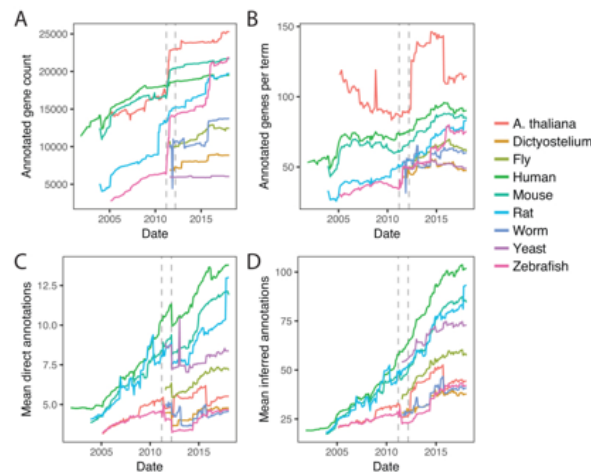 A
Annotated gene count
25000
20000
15000
10000
5000
2005 2010 2015
Date
B
Annotated genes per term
150
100
50
2005 2010 2015
Date
A. thaliana
Dictyostelium
Fly
Human
Mouse
Rat
Worm
Yeast
Zebrafish
C
Mean direct annotations
12.5
10.0
7.5
5.0
2005 2010 2015
Date
D
Mean inferred annotations
100
75
50
25
2005 2010 2015
Date